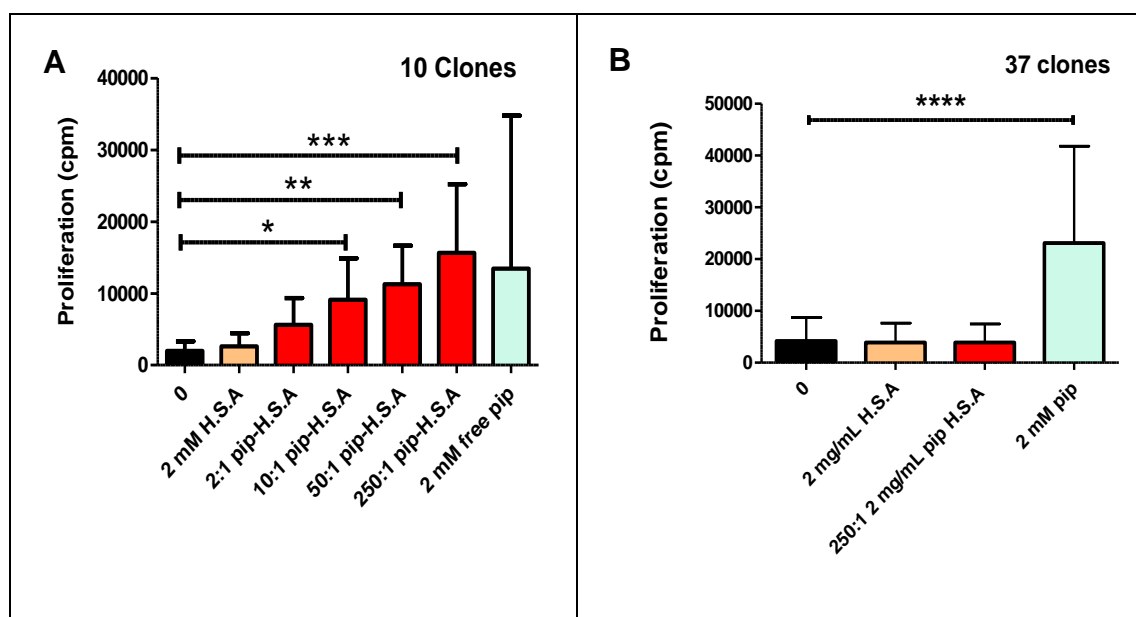 A
10 Clones
Proliferation (cpm)
40000
30000
20000
10000
0
***
**
*
0
2 mM H.S.A
2:1 pip-H.S.A
10:1 pip-H.S.A
50:1 pip-H.S.A
250:1 pip-H.S.A
2 mM free pip
B
37 clones
Proliferation (cpm)
50000
40000
30000
20000
10000
0
****
0
2 mg/mL H.S.A
250:1 2 mg/mL pip H.S.A
2 mM pip